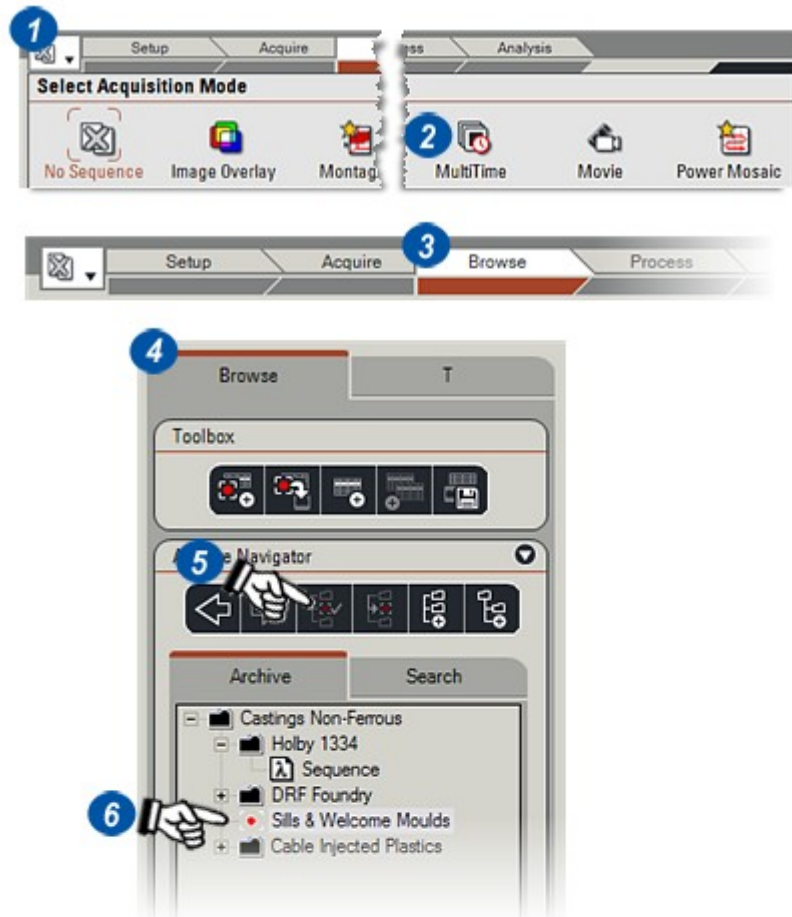 1
Setup Acquire ess Analysis
Select Acquisition Mode
2
No Sequence Image Overlay Montag MultiTime Movie Power Mosaic
3
Setup Acquire Browse Process
4
Browse T
Toolbox
5
e Navigator
Archive Search
Castings Non-Ferrous
Holby 1334
λ Sequence
DRF Foundry
6
Sills & Welcome Moulds
Cable Injected Plastics